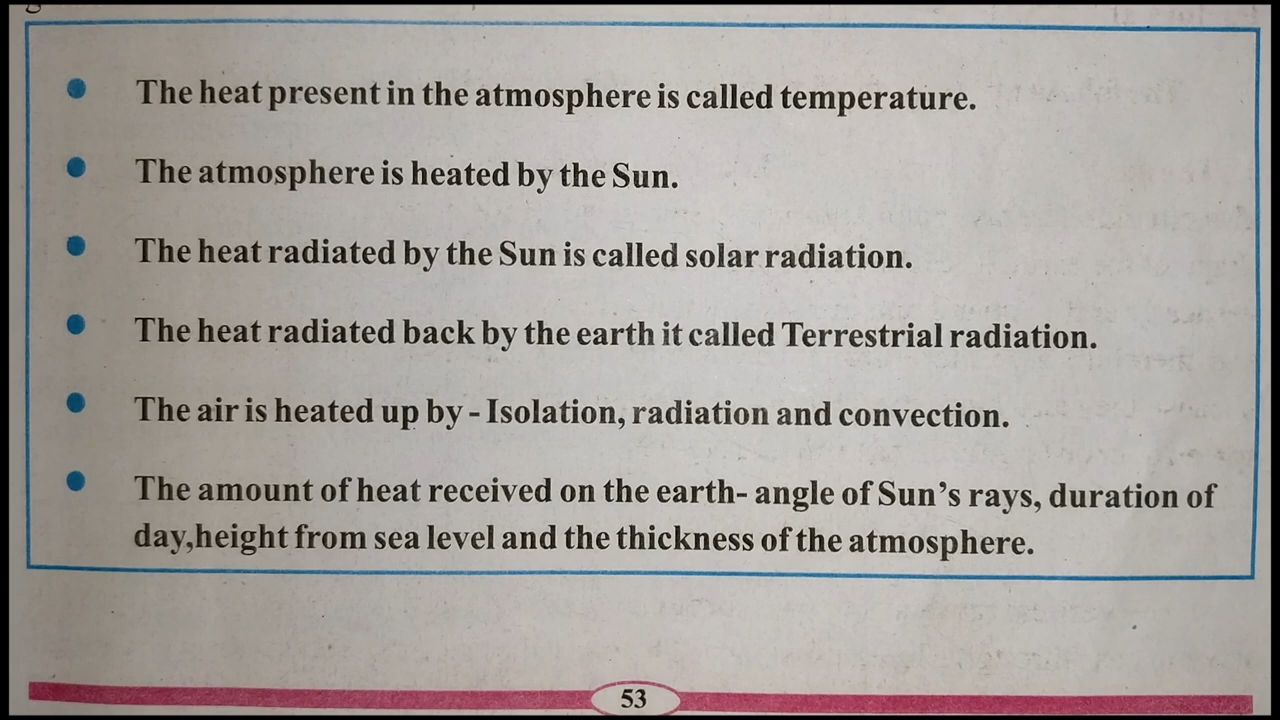 The heat present in the atmosphere is called temperature.
The atmosphere is heated by the Sun.
The heat radiated by the Sun is called solar radiation.
The heat radiated back by the earth it called Terrestrial radiation.
The air is heated up by - Isolation, radiation and convection.
The amount of heat received on the earth- angle of Sun's rays, duration of
day,height from sea level and the thickness of the atmosphere.
53